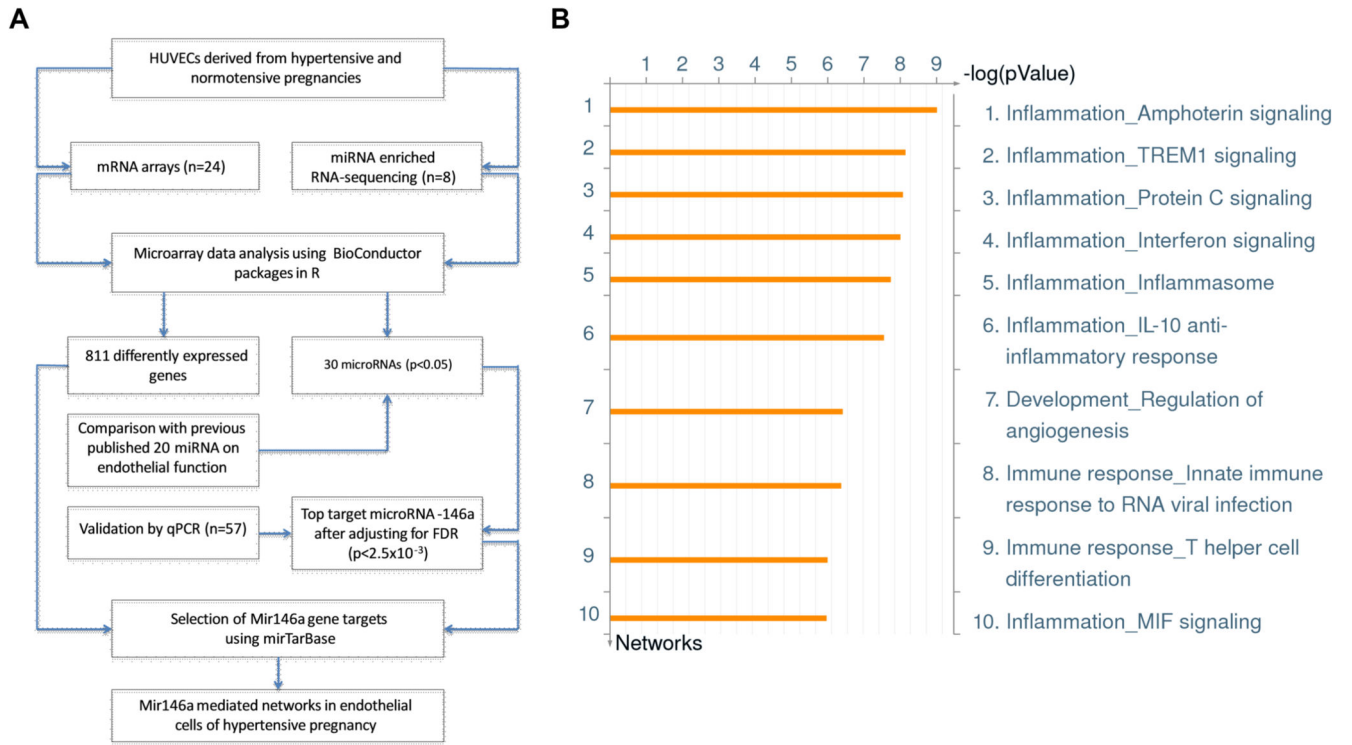 A
HUVECs derived from hypertensive and
normotensive pregnancies
mRNA arrays (n=24)
miRNA enriched
RNA-sequencing (n=8)
Microarray data analysis using BioConductor
packages in R
811 differently expressed
genes
30 microRNAs (p<0.05)
Comparison with previous
published 20 miRNA on
endothelial function
Validation by qPCR (n=57)
Top target microRNA-146a
after adjusting for FDR
(p<2.5x10⁻³)
Selection of Mir146a gene targets
using mirTarBase
Mir146a mediated networks in endothelial
cells of hypertensive pregnancy
B
1 2 3 4 5 6 7 8 9
-log(pValue)
1
2
3
4
5
6
7
8
9
10
Networks
1. Inflammation_Amphoterin signaling
2. Inflammation_TREM1 signaling
3. Inflammation_Protein C signaling
4. Inflammation_Interferon signaling
5. Inflammation_Inflammasome
6. Inflammation_IL-10 anti-
inflammatory response
7. Development_Regulation of
angiogenesis
8. Immune response_Innate immune
response to RNA viral infection
9. Immune response_T helper cell
differentiation
10. Inflammation_MIF signaling